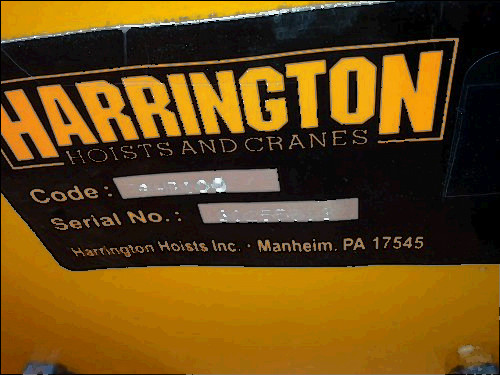 HARRINGTON
HOISTS AND CRANES
Code :
Serial No. :
Harrington Hoists Inc. · Manheim, PA 17545